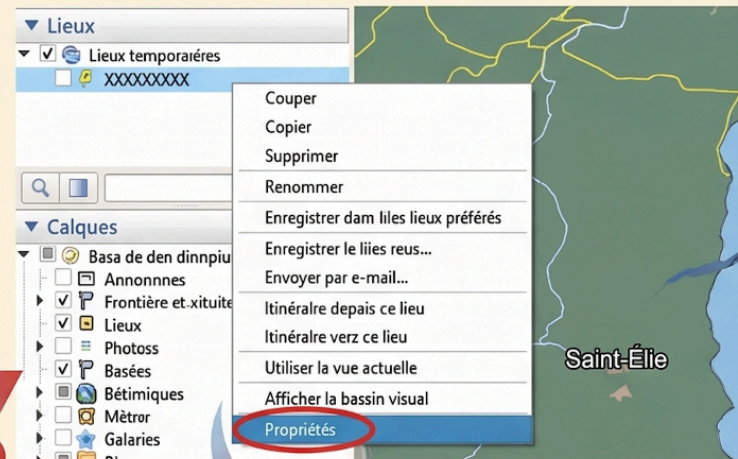 Lieux
Lieux temporaréres
XXXXXXXXX
Couper
Copier
Supprimer
Renommer
Enregistrer dam liles lieux préférés
Enregistrer le liies reus...
Envoyer par e-mail...
Itinéralre depais ce lieu
Itinéralre verz ce lieu
Utiliser la vue actuelle
Afficher la bassin visual
Propriétés
Calques
Basa de den dinnpiu
Annonnnes
Frontière et xituite
Lieux
Photoss
Basées
Bétimiques
Mètror
Galaries
Saint-Élie